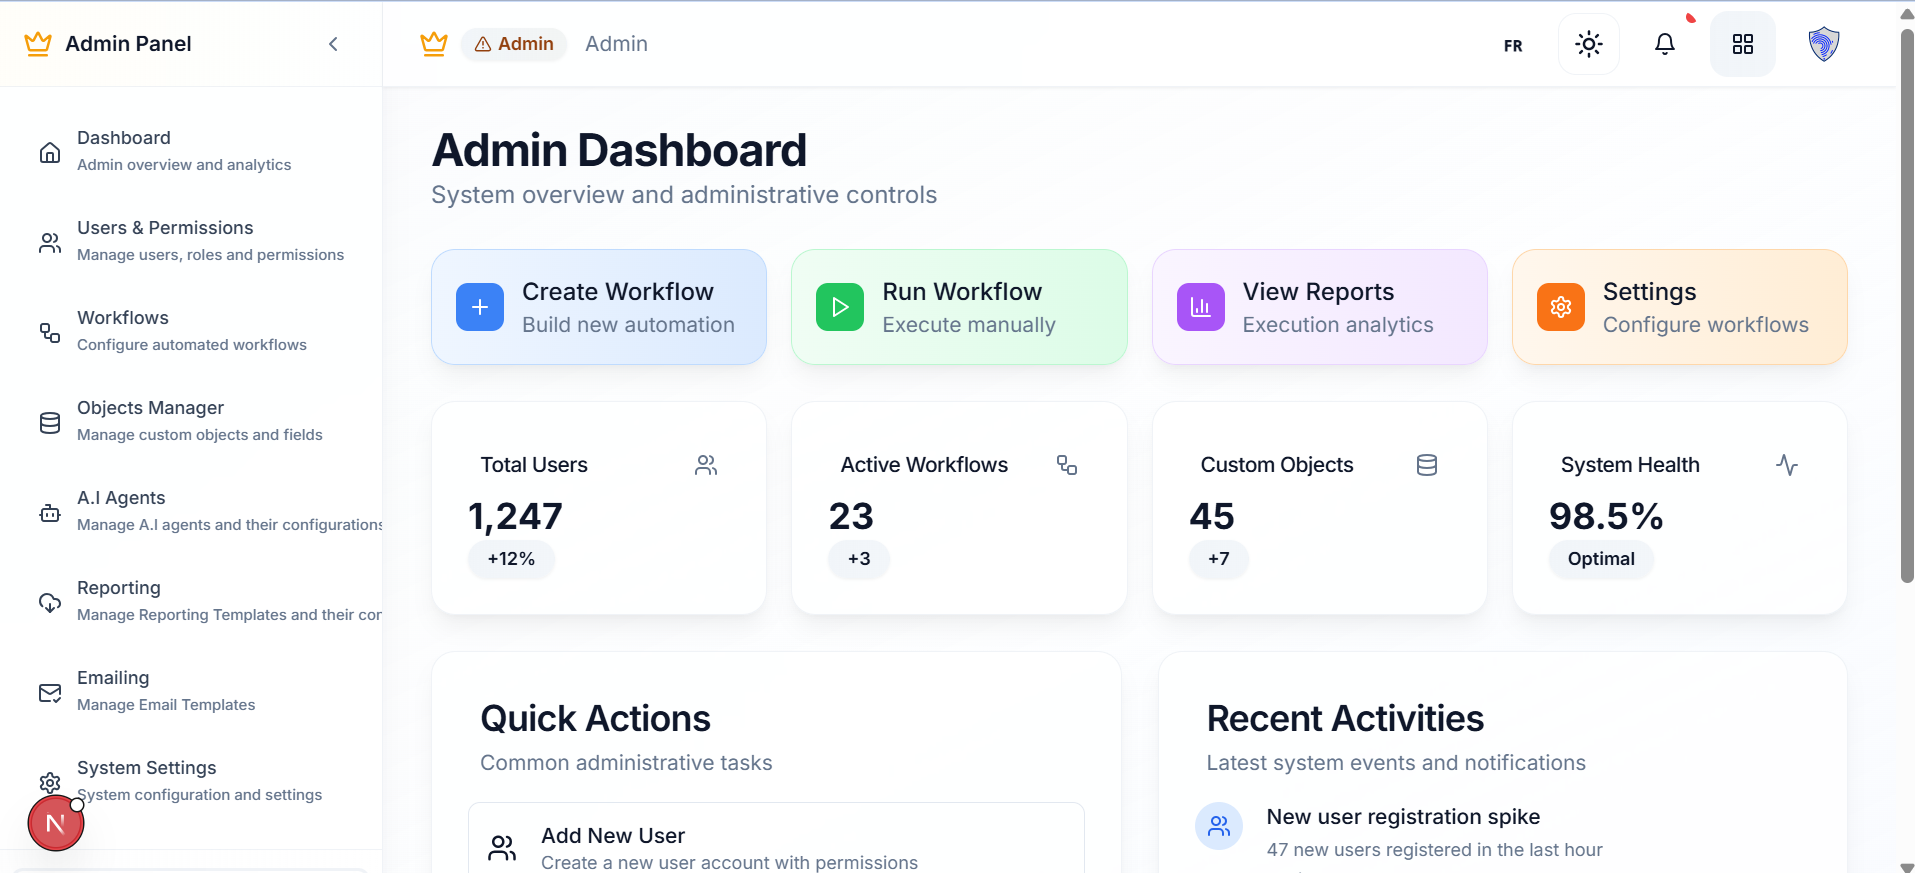 Admin Panel
Dashboard
Admin overview and analytics
Users & Permissions
Manage users, roles and permissions
Workflows
Configure automated workflows
Objects Manager
Manage custom objects and fields
A.I Agents
Manage A.I agents and their configurations
Reporting
Manage Reporting Templates and their
Emailing
Manage Email Templates
System Settings
System configuration and settings
N
Admin
Admin
FR
Admin Dashboard
System overview and administrative controls
Create Workflow
Build new automation
Run Workflow
Execute manually
View Reports
Execution analytics
Settings
Configure workflows
Total Users
1,247
+12%
Active Workflows
23
+3
Custom Objects
45
+7
System Health
98.5%
Optimal
Quick Actions
Common administrative tasks
Add New User
Create a new user account with permissions
Recent Activities
Latest system events and notifications
New user registration spike
47 new users registered in the last hour